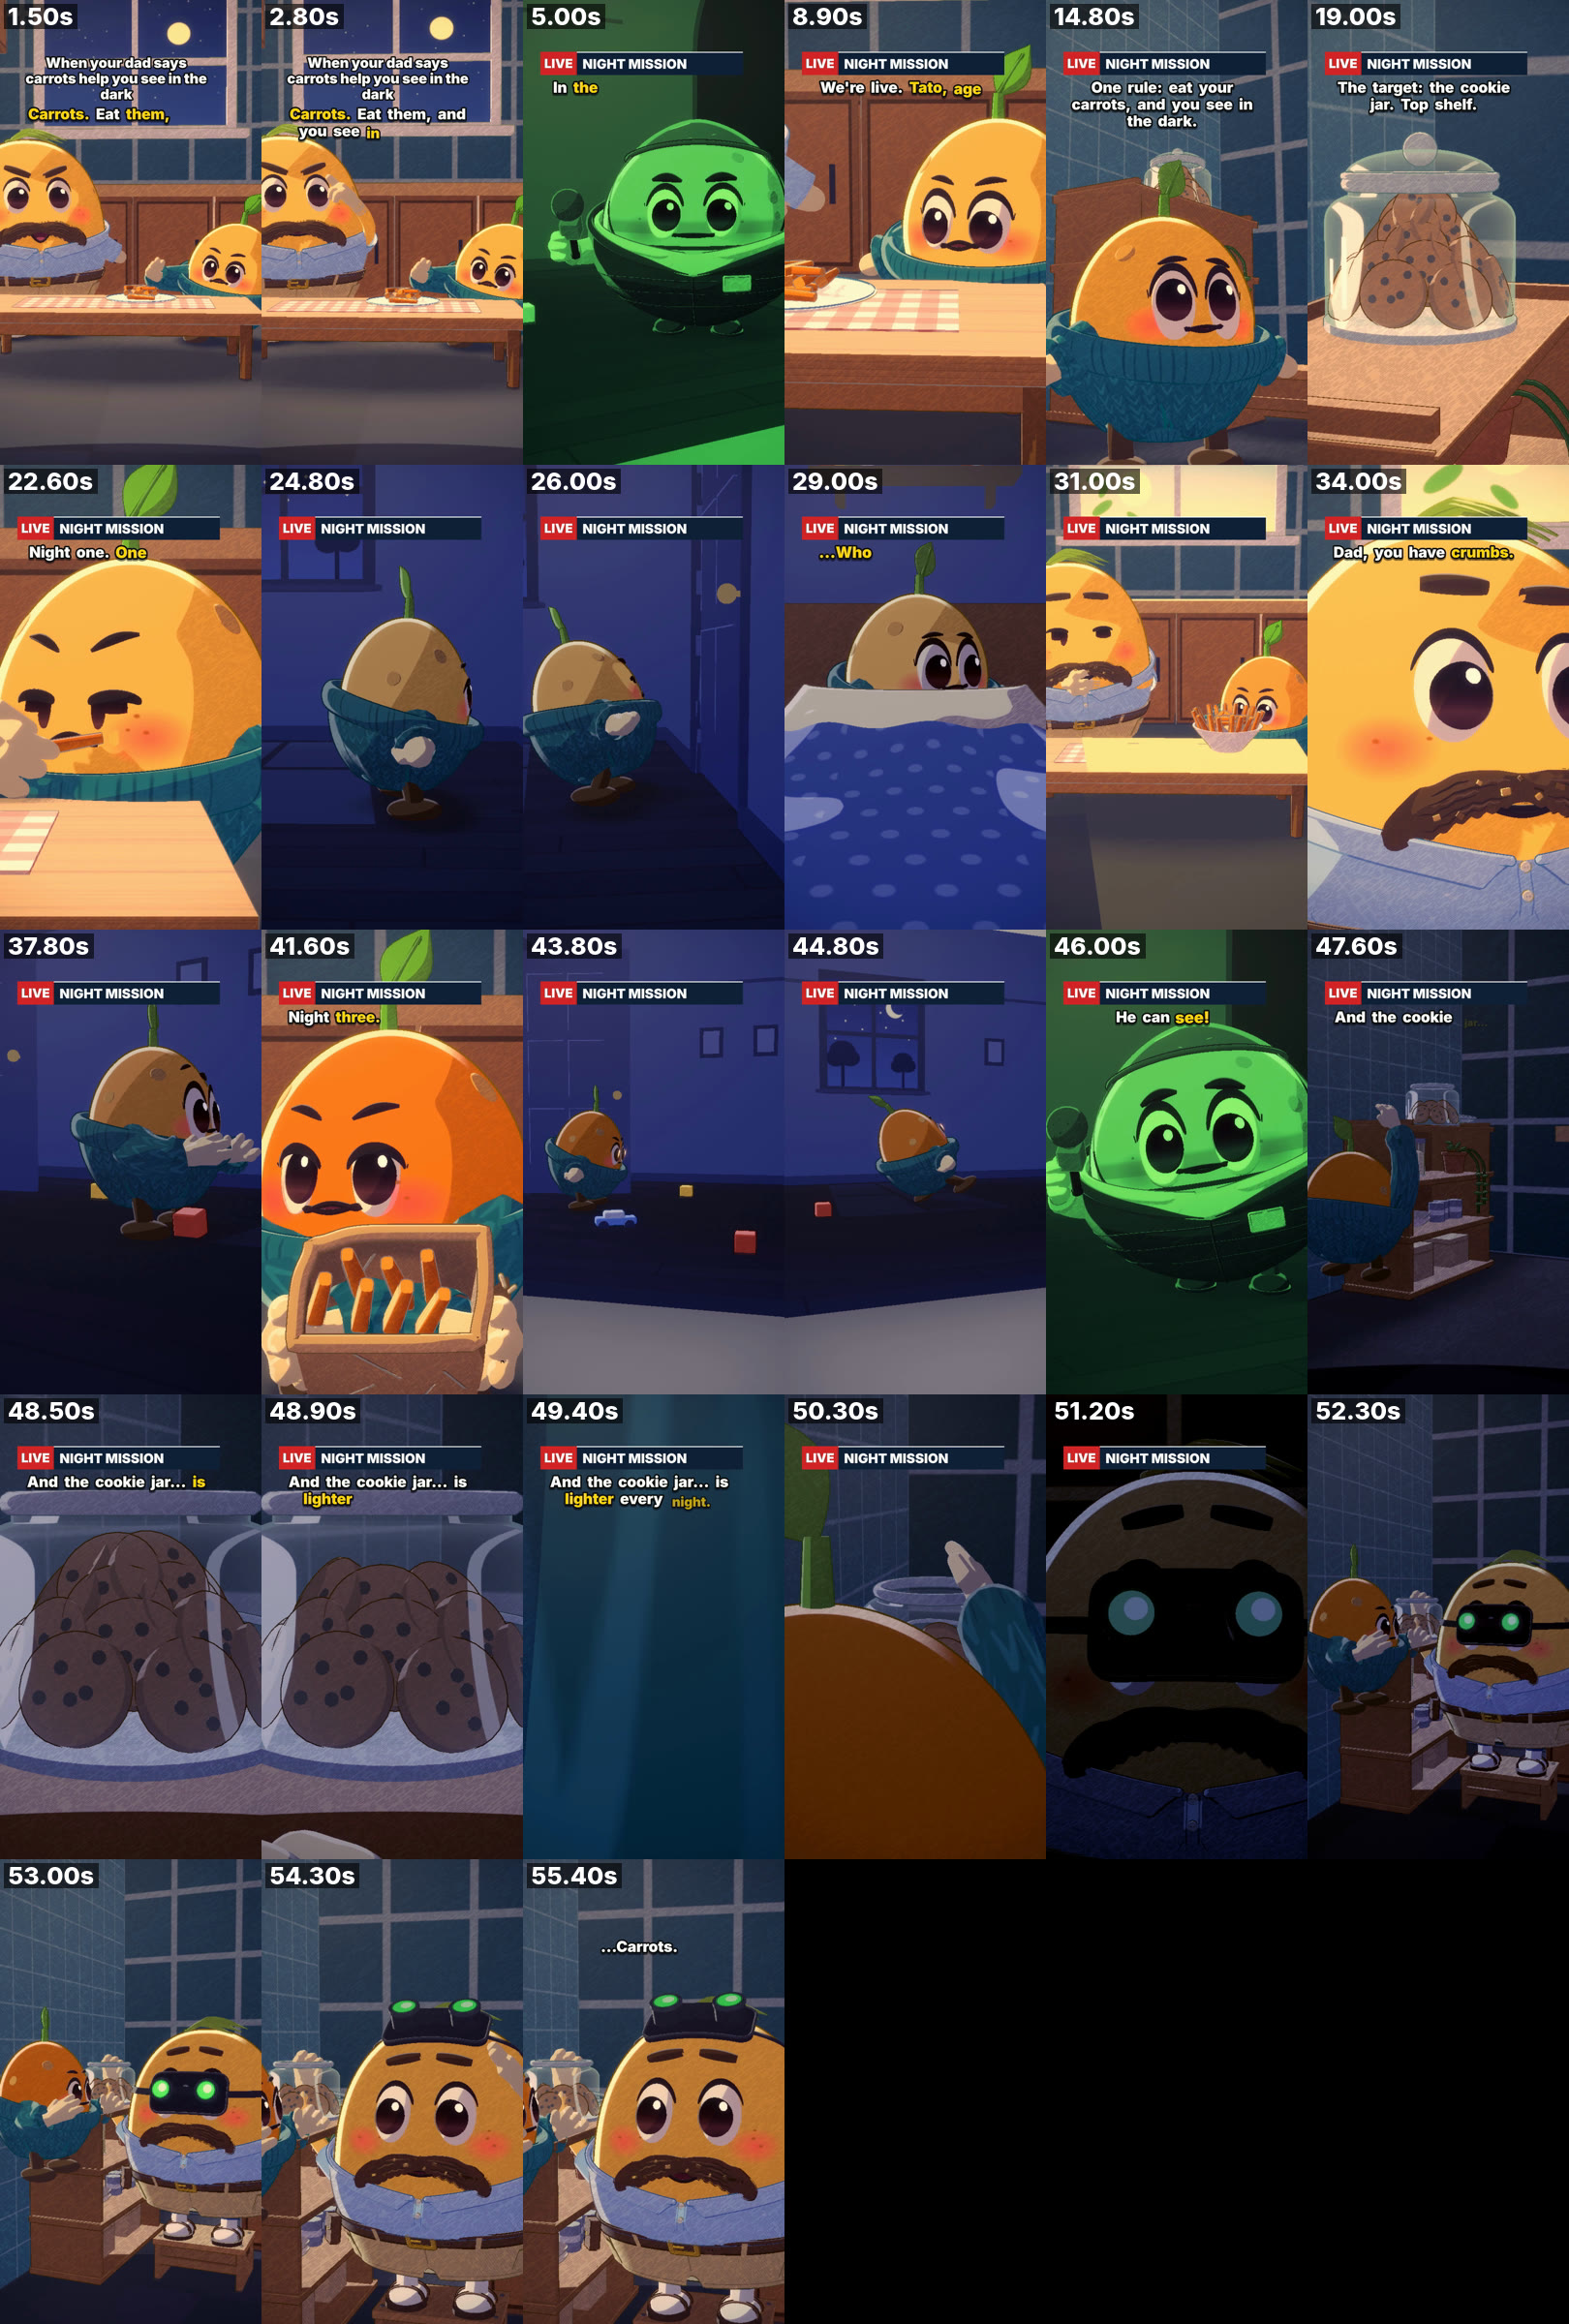 1.50s
When your dad says
carrots help you see in the
dark
Carrots. Eat them,
2.80s
When your dad says
carrots help you see in the
dark
Carrots. Eat them, and
you see in
5.00s
LIVE NIGHT MISSION
In the
8.90s
LIVE NIGHT MISSION
We're live. Tato, age
14.80s
LIVE NIGHT MISSION
One rule: eat your
carrots, and you see in
the dark.
19.00s
LIVE NIGHT MISSION
The target: the cookie
jar. Top shelf.
22.60s
LIVE NIGHT MISSION
Night one. One
24.80s
LIVE NIGHT MISSION
26.00s
LIVE NIGHT MISSION
29.00s
LIVE NIGHT MISSION
...Who
31.00s
LIVE NIGHT MISSION
34.00s
LIVE NIGHT MISSION
Dad, you have crumbs.
37.80s
LIVE NIGHT MISSION
41.60s
LIVE NIGHT MISSION
Night three.
43.80s
LIVE NIGHT MISSION
44.80s
LIVE NIGHT MISSION
46.00s
LIVE NIGHT MISSION
He can see!
47.60s
LIVE NIGHT MISSION
And the cookie jar...
48.50s
LIVE NIGHT MISSION
And the cookie jar... is
48.90s
LIVE NIGHT MISSION
And the cookie jar... is
lighter
49.40s
LIVE NIGHT MISSION
And the cookie jar... is
lighter every night.
50.30s
LIVE NIGHT MISSION
51.20s
LIVE NIGHT MISSION
52.30s
53.00s
54.30s
55.40s
...Carrots.